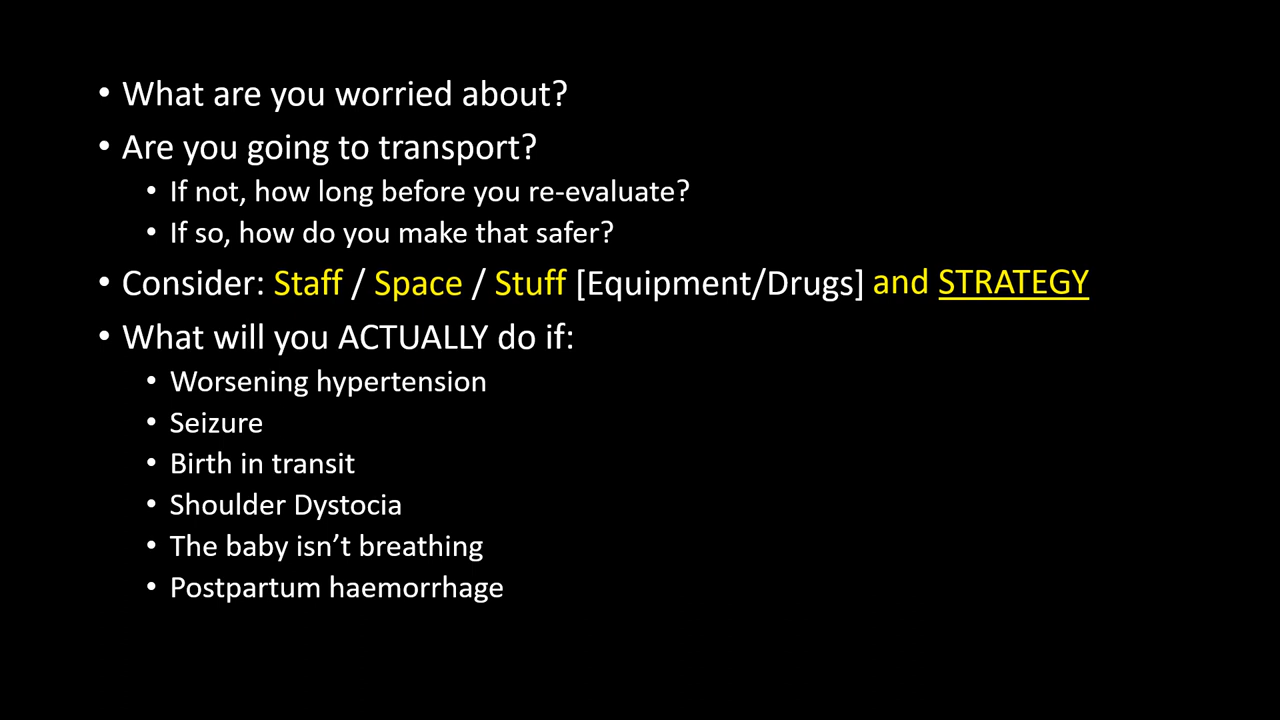 • What are you worried about?
• Are you going to transport?
• If not, how long before you re-evaluate?
• If so, how do you make that safer?
• Consider: Staff / Space / Stuff [Equipment/Drugs] and STRATEGY
• What will you ACTUALLY do if:
• Worsening hypertension
• Seizure
• Birth in transit
• Shoulder Dystocia
• The baby isn’t breathing
• Postpartum haemorrhage